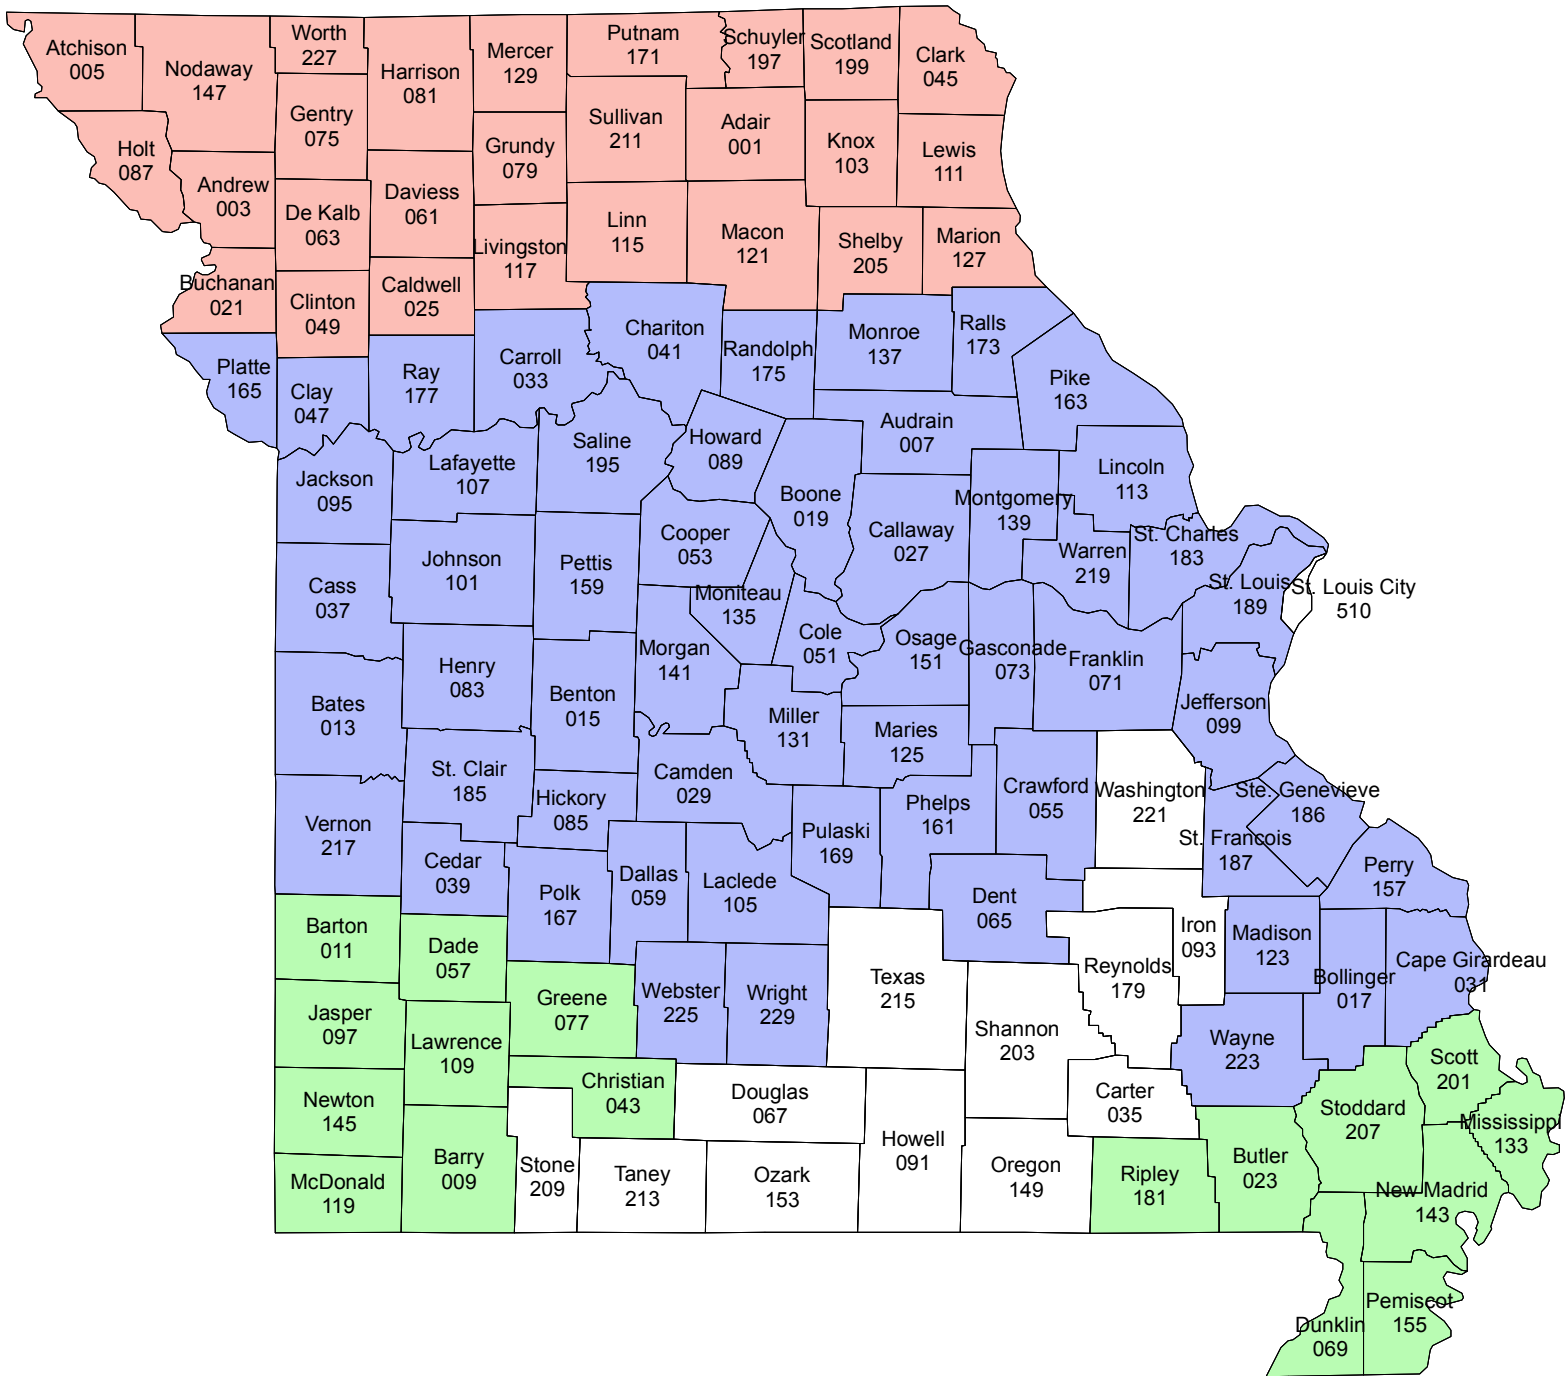 Atchison
005
Nodaway
147
Worth
227
Harrison
081
Mercer
129
Putnam
171
Schuyler
197
Scotland
199
Clark
045
Holt
087
Gentry
075
Andrew
003
De Kalb
063
Daviess
061
Grundy
079
Sullivan
211
Adair
001
Knox
103
Lewis
111
Buchanan
021
Clinton
049
Caldwell
025
Livingston
117
Linn
115
Macon
121
Shelby
205
Marion
127
Platte
165
Clay
047
Ray
177
Carroll
033
Chariton
041
Randolph
175
Monroe
137
Ralls
173
Pike
163
Audrain
007
Jackson
095
Lafayette
107
Saline
195
Howard
089
Boone
019
Callaway
027
Montgomery
139
Lincoln
113
Warren
219
St. Charles
183
St. Louis
189
St. Louis City
510
Cass
037
Johnson
101
Pettis
159
Cooper
053
Moniteau
135
Cole
051
Osage
151
Gasconade
073
Franklin
071
Jefferson
099
Bates
013
Henry
083
Benton
015
Morgan
141
Miller
131
Maries
125
St. Clair
185
Hickory
085
Camden
029
Pulaski
169
Phelps
161
Crawford
055
Washington
221
Ste. Genevieve
186
St. Francois
187
Perry
157
Vernon
217
Cedar
039
Polk
167
Dallas
059
Laclede
105
Dent
065
Iron
093
Madison
123
Bollinger
017
Cape Girardeau
031
Barton
011
Dade
057
Greene
077
Webster
225
Wright
229
Texas
215
Reynolds
179
Shannon
203
Wayne
223
Jasper
097
Lawrence
109
Christian
043
Douglas
067
Carter
035
Scott
201
Stoddard
207
Mississippi
133
Newton
145
McDonald
119
Barry
009
Stone
209
Taney
213
Ozark
153
Howell
091
Oregon
149
Ripley
181
Butler
023
New Madrid
143
Pemiscot
155
Dunklin
069